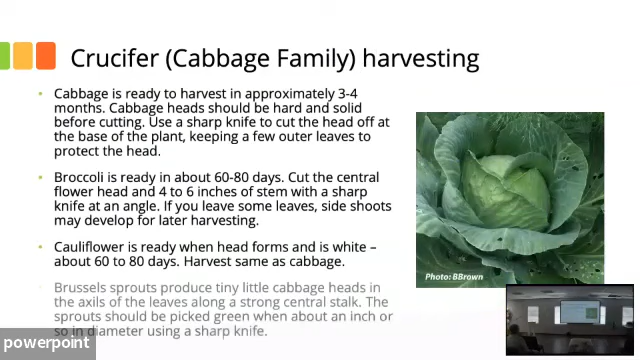 Crucifer (Cabbage Family) harvesting
• Cabbage is ready to harvest in approximately 3-4
months. Cabbage heads should be hard and solid
before cutting. Use a sharp knife to cut the head off at
the base of the plant, keeping a few outer leaves to
protect the head.
• Broccoli is ready in about 60-80 days. Cut the central
flower head and 4 to 6 inches of stem with a sharp
knife at an angle. If you leave some leaves, side shoots
may develop for later harvesting.
• Cauliflower is ready when head forms and is white –
about 60 to 80 days. Harvest same as cabbage.
Brussels sprouts produce tiny little cabbage heads in
the axils of the leaves along a strong central stalk. The
sprouts should be picked green when about an inch or
so in diameter using a sharp knife.
Photo: BBrown
powerpoint